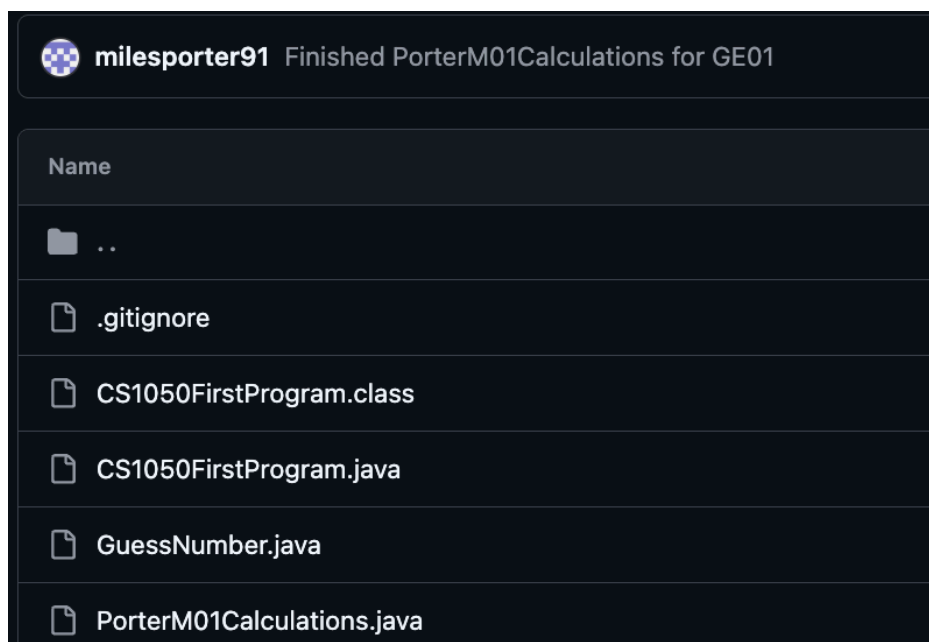 milesporter91 Finished PorterM01Calculations for GE01
Name
..
.gitignore
CS1050FirstProgram.class
CS1050FirstProgram.java
GuessNumber.java
PorterM01Calculations.java